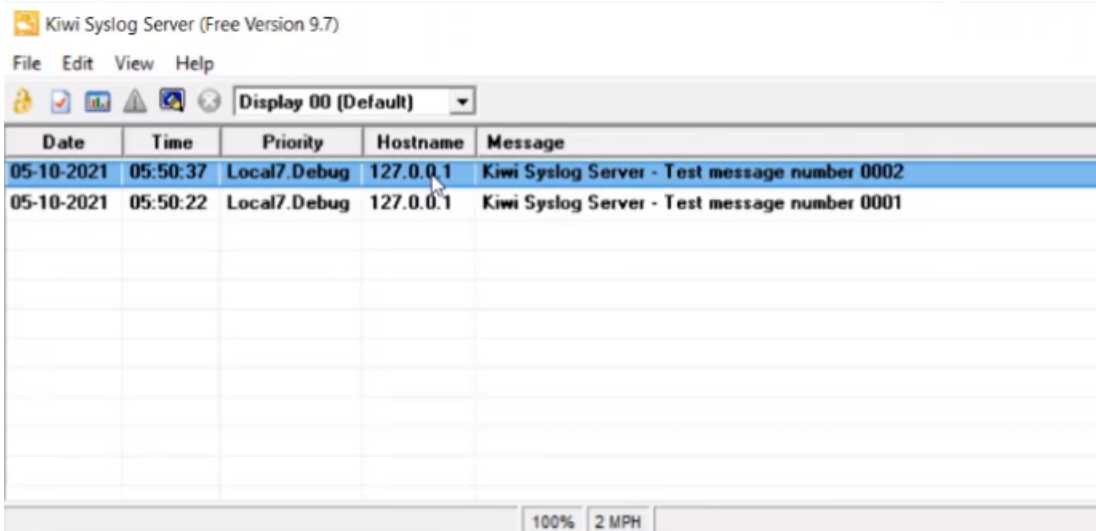 Kiwi Syslog Server (Free Version 9.7)
File Edit View Help
Display 00 (Default)
Date Time Priority Hostname Message
05-10-2021 05:50:37 Local7.Debug 127.0.0.1 Kiwi Syslog Server - Test message number 0002
05-10-2021 05:50:22 Local7.Debug 127.0.0.1 Kiwi Syslog Server - Test message number 0001
100% 2 MPH